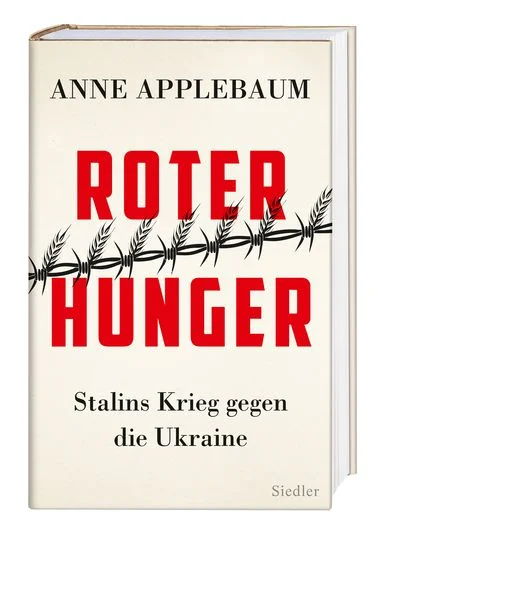 ANNE APPLEBAUM
ROTER
HUNGER
Stalins Krieg gegen
die Ukraine
Siedler